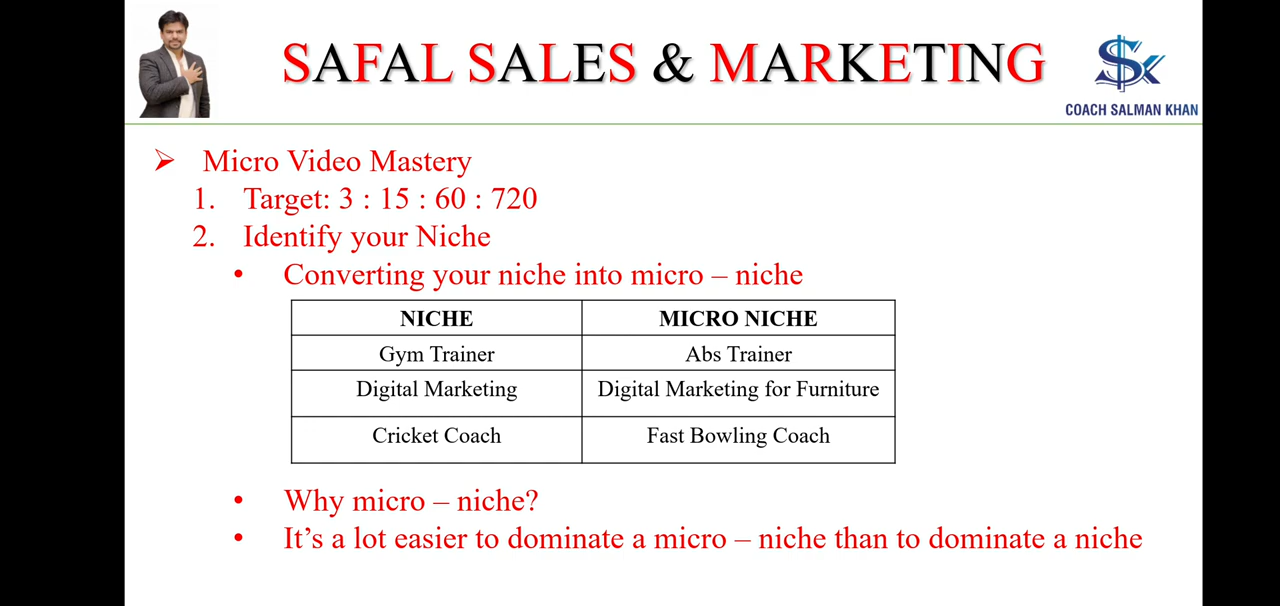 SAFAL SALES & MARKETING
COACH SALMAN KHAN
➢ Micro Video Mastery
1. Target: 3 : 15 : 60 : 720
2. Identify your Niche
• Converting your niche into micro – niche
NICHE MICRO NICHE
Gym Trainer Abs Trainer
Digital Marketing Digital Marketing for Furniture
Cricket Coach Fast Bowling Coach
• Why micro – niche?
• It’s a lot easier to dominate a micro – niche than to dominate a niche